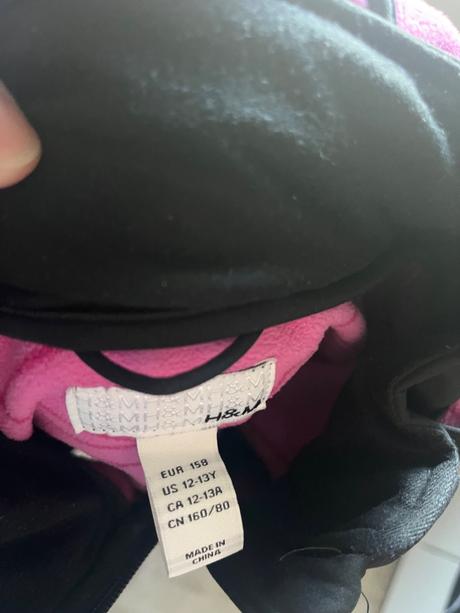 H&M H&M H&M H&M
H&M
EUR 158
US 12-13Y
CA 12-13A
CN 160/80
MADE IN
CHINA